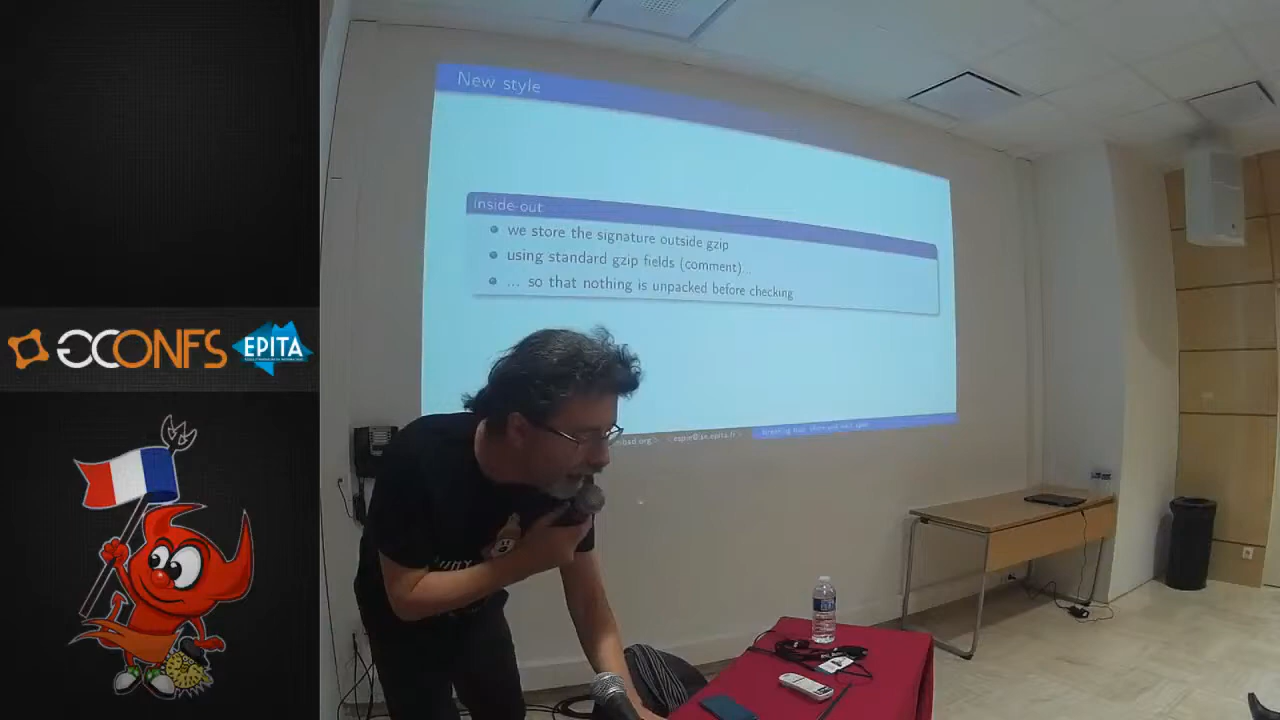 New style
Inside-out
we store the signature outside gzip
using standard gzip fields (comment)...
... so that nothing is unpacked before checking
GCONFS
EPITA